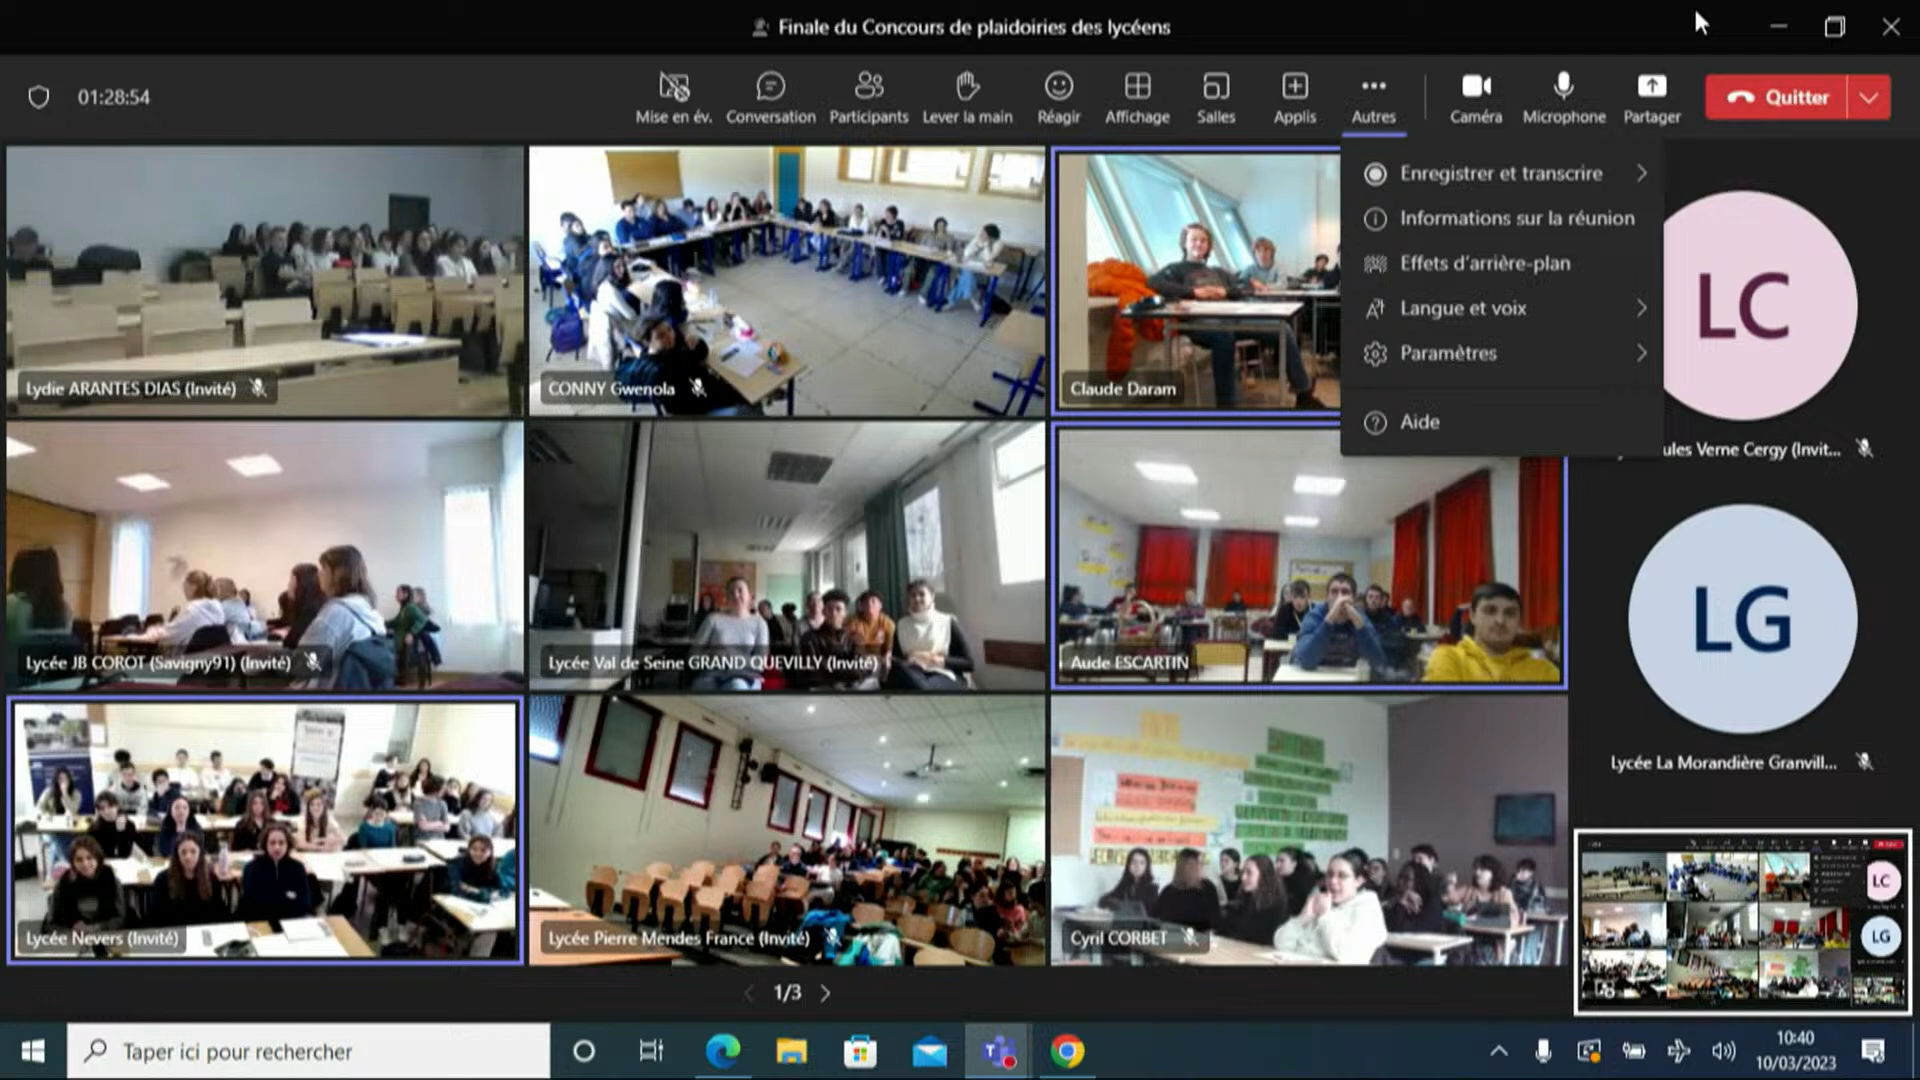 Finale du Concours de plaidoiries des lycéens
01:28:54
Mise en év.
Conversation
Participants
Lever la main
Réagir
Affichage
Salles
Applis
Autres
Caméra
Microphone
Partager
Quitter
Enregistrer et transcrire
Informations sur la réunion
Effets d'arrière-plan
Langue et voix
Paramètres
Aide
Lydie ARANTES DIAS (Invité)
CONNY Gwenola
Claude Daram
LC
ules Verne Cergy (Invit...
Lycée JB COROT (Savigny91) (Invité)
Lycée Val de Seine GRAND QUEVILLY (Invité)
Aude ESCARTIN
LG
Lycée La Morandière Granvill...
Lycée Nevers (Invité)
Lycée Pierre Mendes France (Invité)
Cyril CORBET
LC
LG
1/3
Taper ici pour rechercher
10:40
10/03/2023